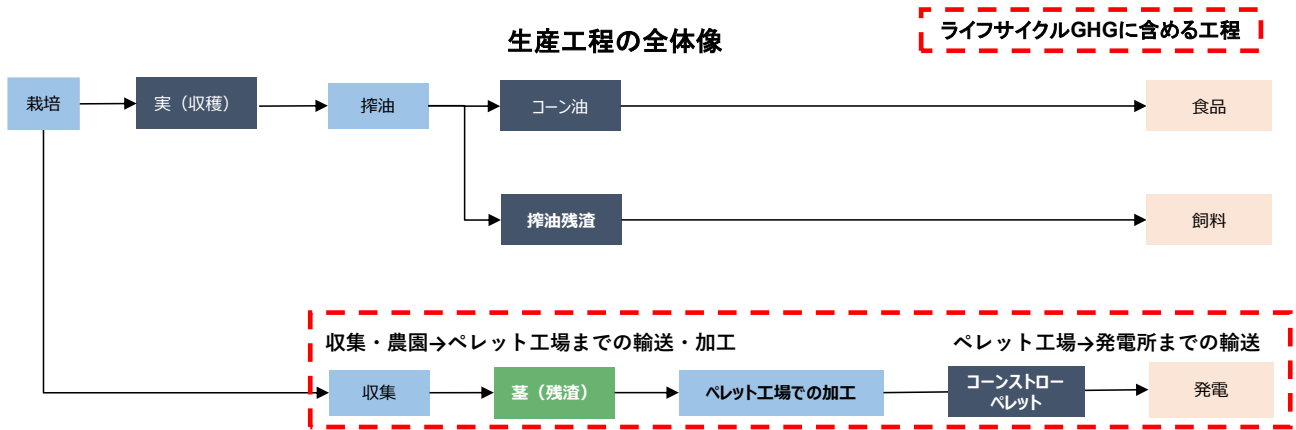 生産工程の全体像
ライフサイクルGHGに含める工程
栽培
実（収穫）
搾油
コーン油
食品
搾油残渣
飼料
収集・農園→ペレット工場までの輸送・加工
ペレット工場→発電所までの輸送
収集
茎（残渣）
ペレット工場での加工
コーンストロー
ペレット
発電